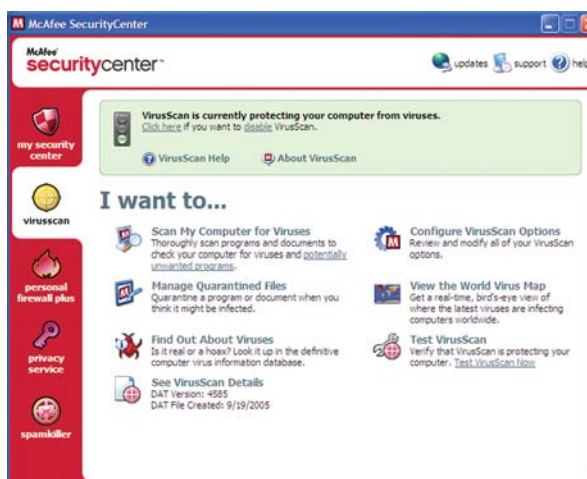 McAfee SecurityCenter
McAfee
securitycenter
updates
support
help
my security
center
virusscan
personal
firewall plus
privacy
service
spamkiller
VirusScan is currently protecting your computer from viruses.
Click here if you want to disable VirusScan.
VirusScan Help
About VirusScan
I want to...
Scan My Computer for Viruses
Thoroughly scan programs and documents to
check your computer for viruses and potentially
unwanted programs.
Configure VirusScan Options
Review and modify all of your VirusScan
options.
Manage Quarantined Files
Quarantine a program or document when you
think it might be infected.
View the World Virus Map
Get a real-time, bird's-eye view of
where the latest viruses are infecting
computers worldwide.
Find Out About Viruses
Is it real or a hoax? Look it up in the definitive
computer virus information database.
Test VirusScan
Verify that VirusScan is protecting your
computer. Test VirusScan Now
See VirusScan Details
DAT Version: 4585
DAT File Created: 9/19/2005